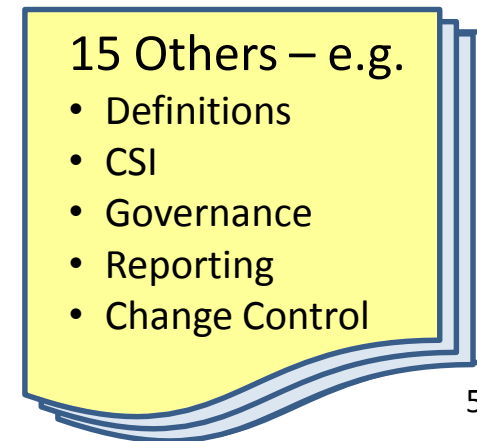 15 Others – e.g.
• Definitions
• CSI
• Governance
• Reporting
• Change Control
5